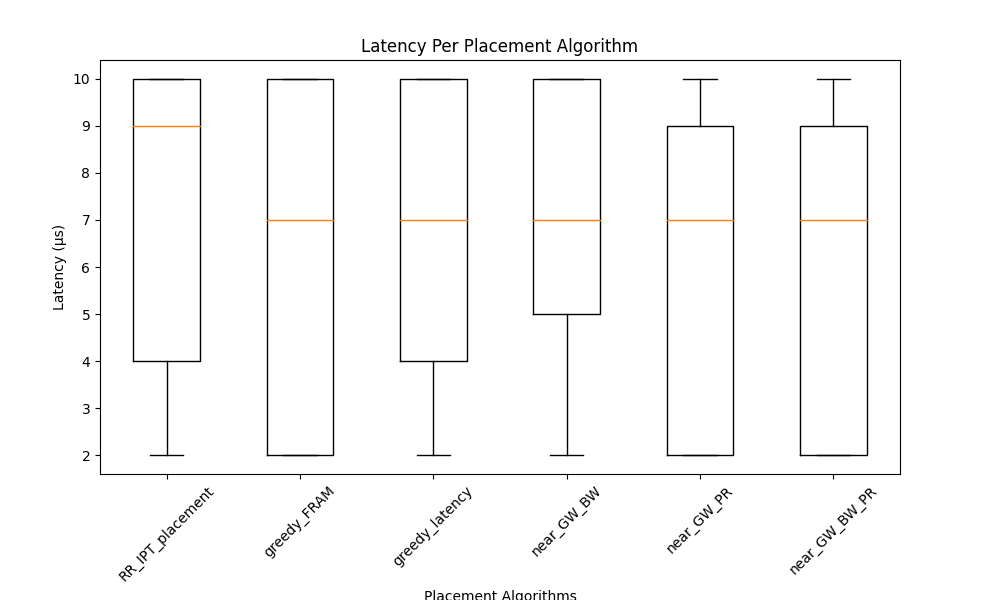 Latency Per Placement Algorithm
10
9
8
7
6
5
4
3
2
Latency (µs)
RR_IPT_placement
greedy_FRAM
greedy_latency
near_GW_BW
near_GW_PR
near_GW_BW_PR
Placement Algorithms